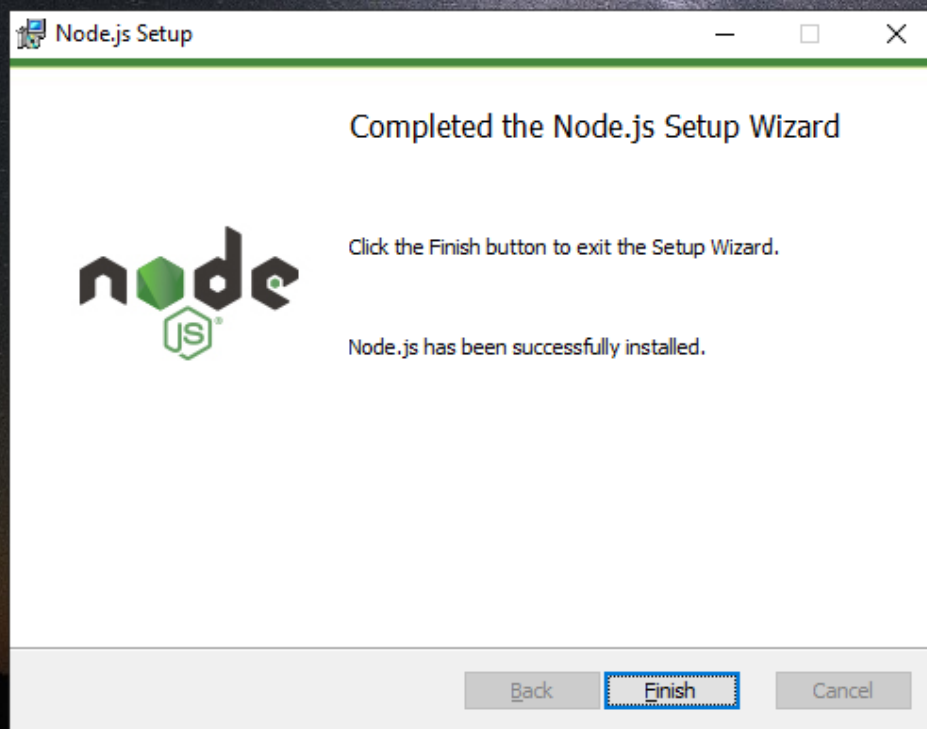 Node.js Setup
Completed the Node.js Setup Wizard
Click the Finish button to exit the Setup Wizard.
node
JS®
Node.js has been successfully installed.
Back Finish Cancel